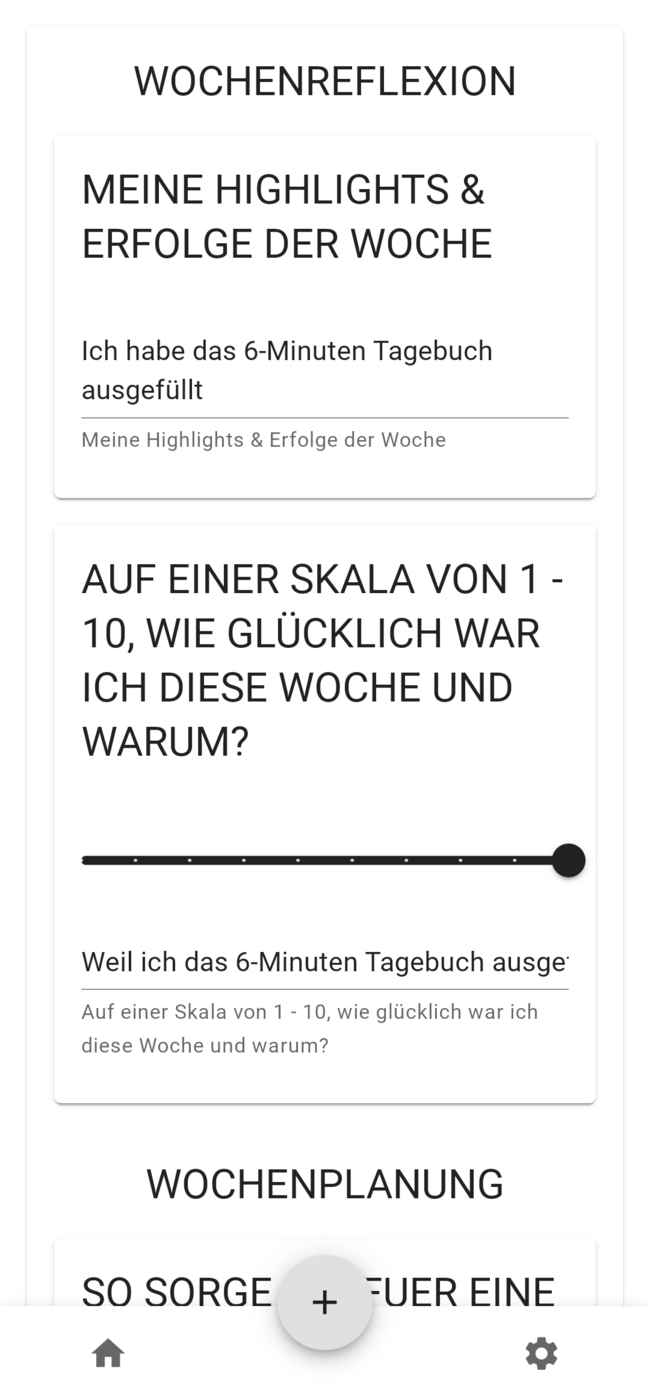 WOCHENREFLEXION
MEINE HIGHLIGHTS &
ERFOLGE DER WOCHE
Ich habe das 6-Minuten Tagebuch
ausgefüllt
Meine Highlights & Erfolge der Woche
AUF EINER SKALA VON 1 -
10, WIE GLÜCKLICH WAR
ICH DIESE WOCHE UND
WARUM?
Weil ich das 6-Minuten Tagebuch ausge
Auf einer Skala von 1 - 10, wie glücklich war ich
diese Woche und warum?
WOCHENPLANUNG
SO SORGE FUER EINE
+